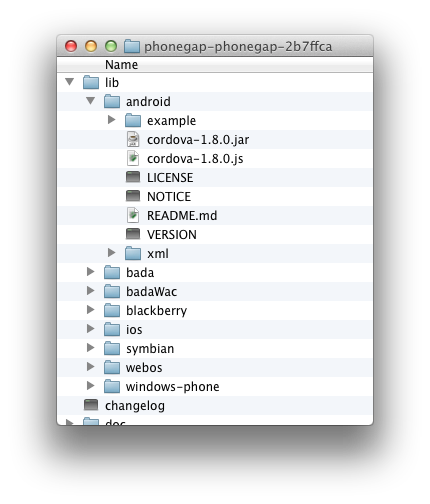 phonegap-phonegap-2b7ffca
Name
lib
android
example
cordova-1.8.0.jar
cordova-1.8.0.js
LICENSE
NOTICE
README.md
VERSION
xml
bada
badaWac
blackberry
ios
symbian
webos
windows-phone
changelog
doc